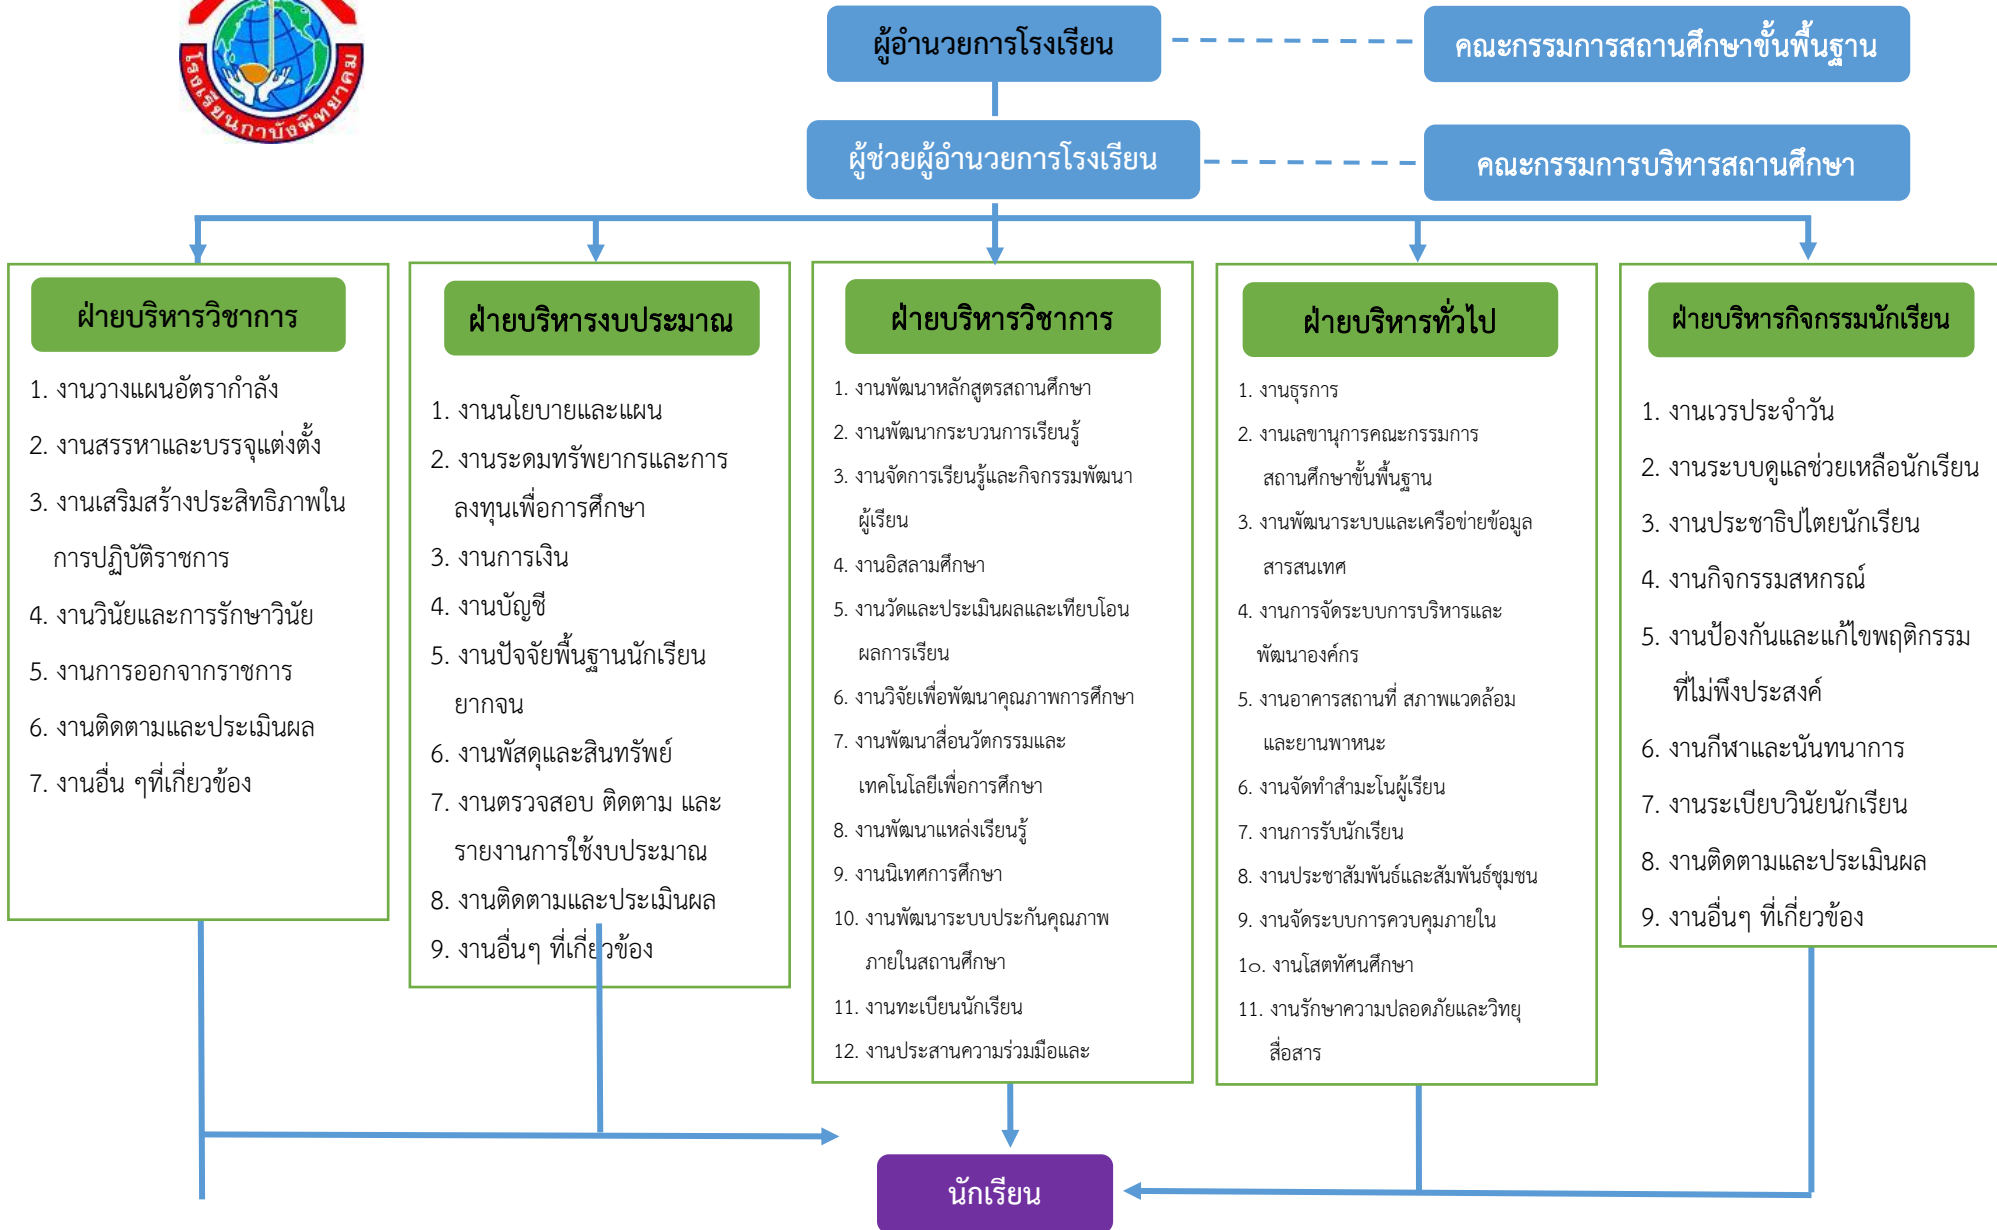 โรงเรียนกาบังพิทยาคม
ผู้อำนวยการโรงเรียน
คณะกรรมการสถานศึกษาขั้นพื้นฐาน
ผู้ช่วยผู้อำนวยการโรงเรียน
คณะกรรมการบริหารสถานศึกษา
ฝ่ายบริหารวิชาการ
1. งานวางแผนอัตรากำลัง
2. งานสรรหาและบรรจุแต่งตั้ง
3. งานเสริมสร้างประสิทธิภาพใน
การปฏิบัติราชการ
4. งานวินัยและการรักษาวินัย
5. งานการออกจากราชการ
6. งานติดตามและประเมินผล
7. งานอื่น ๆที่เกี่ยวข้อง
ฝ่ายบริหารงบประมาณ
1. งานนโยบายและแผน
2. งานระดมทรัพยากรและการ
ลงทุนเพื่อการศึกษา
3. งานการเงิน
4. งานบัญชี
5. งานปัจจัยพื้นฐานนักเรียน
ยากจน
6. งานพัสดุและสินทรัพย์
7. งานตรวจสอบ ติดตาม และ
รายงานการใช้งบประมาณ
8. งานติดตามและประเมินผล
9. งานอื่นๆ ที่เกี่ยวข้อง
ฝ่ายบริหารวิชาการ
1. งานพัฒนาหลักสูตรสถานศึกษา
2. งานพัฒนากระบวนการเรียนรู้
3. งานจัดการเรียนรู้และกิจกรรมพัฒนา
ผู้เรียน
4. งานอิสลามศึกษา
5. งานวัดและประเมินผลและเทียบโอน
ผลการเรียน
6. งานวิจัยเพื่อพัฒนาคุณภาพการศึกษา
7. งานพัฒนาสื่อนวัตกรรมและ
เทคโนโลยีเพื่อการศึกษา
8. งานพัฒนาแหล่งเรียนรู้
9. งานนิเทศการศึกษา
10. งานพัฒนาระบบประกันคุณภาพ
ภายในสถานศึกษา
11. งานทะเบียนนักเรียน
12. งานประสานความร่วมมือและ
ฝ่ายบริหารทั่วไป
1. งานธุรการ
2. งานเลขานุการคณะกรรมการ
สถานศึกษาขั้นพื้นฐาน
3. งานพัฒนาระบบและเครือข่ายข้อมูล
สารสนเทศ
4. งานการจัดระบบการบริหารและ
พัฒนาองค์กร
5. งานอาคารสถานที่ สภาพแวดล้อม
และยานพาหนะ
6. งานจัดทำสำมะโนผู้เรียน
7. งานการรับนักเรียน
8. งานประชาสัมพันธ์และสัมพันธ์ชุมชน
9. งานจัดระบบการควบคุมภายใน
1๐. งานโสตทัศนศึกษา
11. งานรักษาความปลอดภัยและวิทยุ
สื่อสาร
ฝ่ายบริหารกิจกรรมนักเรียน
1. งานเวรประจำวัน
2. งานระบบดูแลช่วยเหลือนักเรียน
3. งานประชาธิปไตยนักเรียน
4. งานกิจกรรมสหกรณ์
5. งานป้องกันและแก้ไขพฤติกรรม
ที่ไม่พึงประสงค์
6. งานกีฬาและนันทนาการ
7. งานระเบียบวินัยนักเรียน
8. งานติดตามและประเมินผล
9. งานอื่นๆ ที่เกี่ยวข้อง
นักเรียน